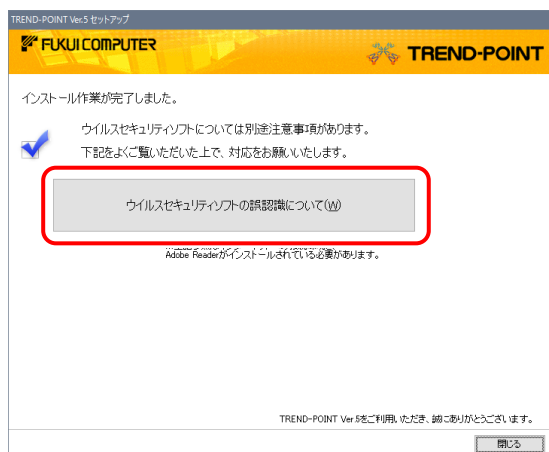 TREND-POINT Ver.5 セットアップ
FUKUI COMPUTER
TREND-POINT
インストール作業が完了しました。
ウイルスセキュリティソフトについては別途注意事項があります。
下記をよくご覧いただいた上で、対応をお願いいたします。
ウイルスセキュリティソフトの誤認識について(W)
Adobe Readerがインストールされている必要があります。
TREND-POINT Ver.5をご利用いただき、誠にありがとうございます。
閉じる